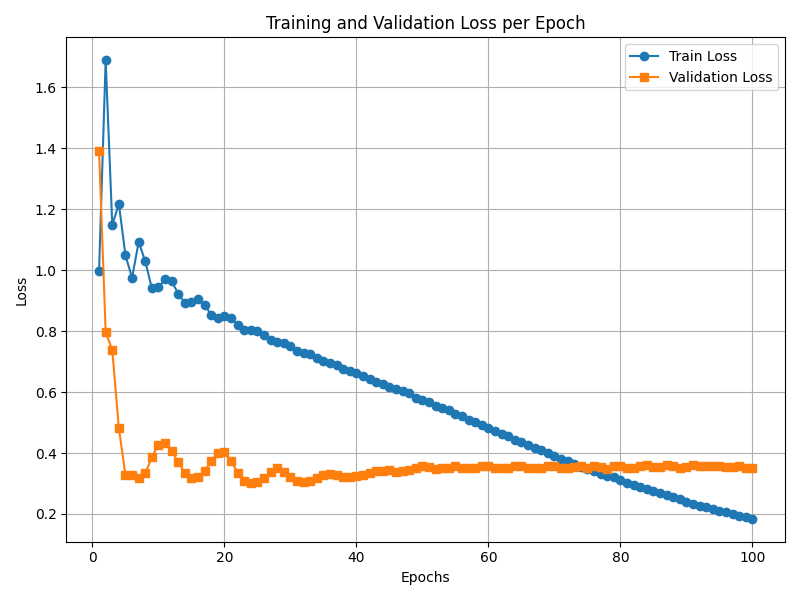 Training and Validation Loss per Epoch
Train Loss
Validation Loss
Loss
1.6
1.4
1.2
1.0
0.8
0.6
0.4
0.2
0 20 40 60 80 100
Epochs